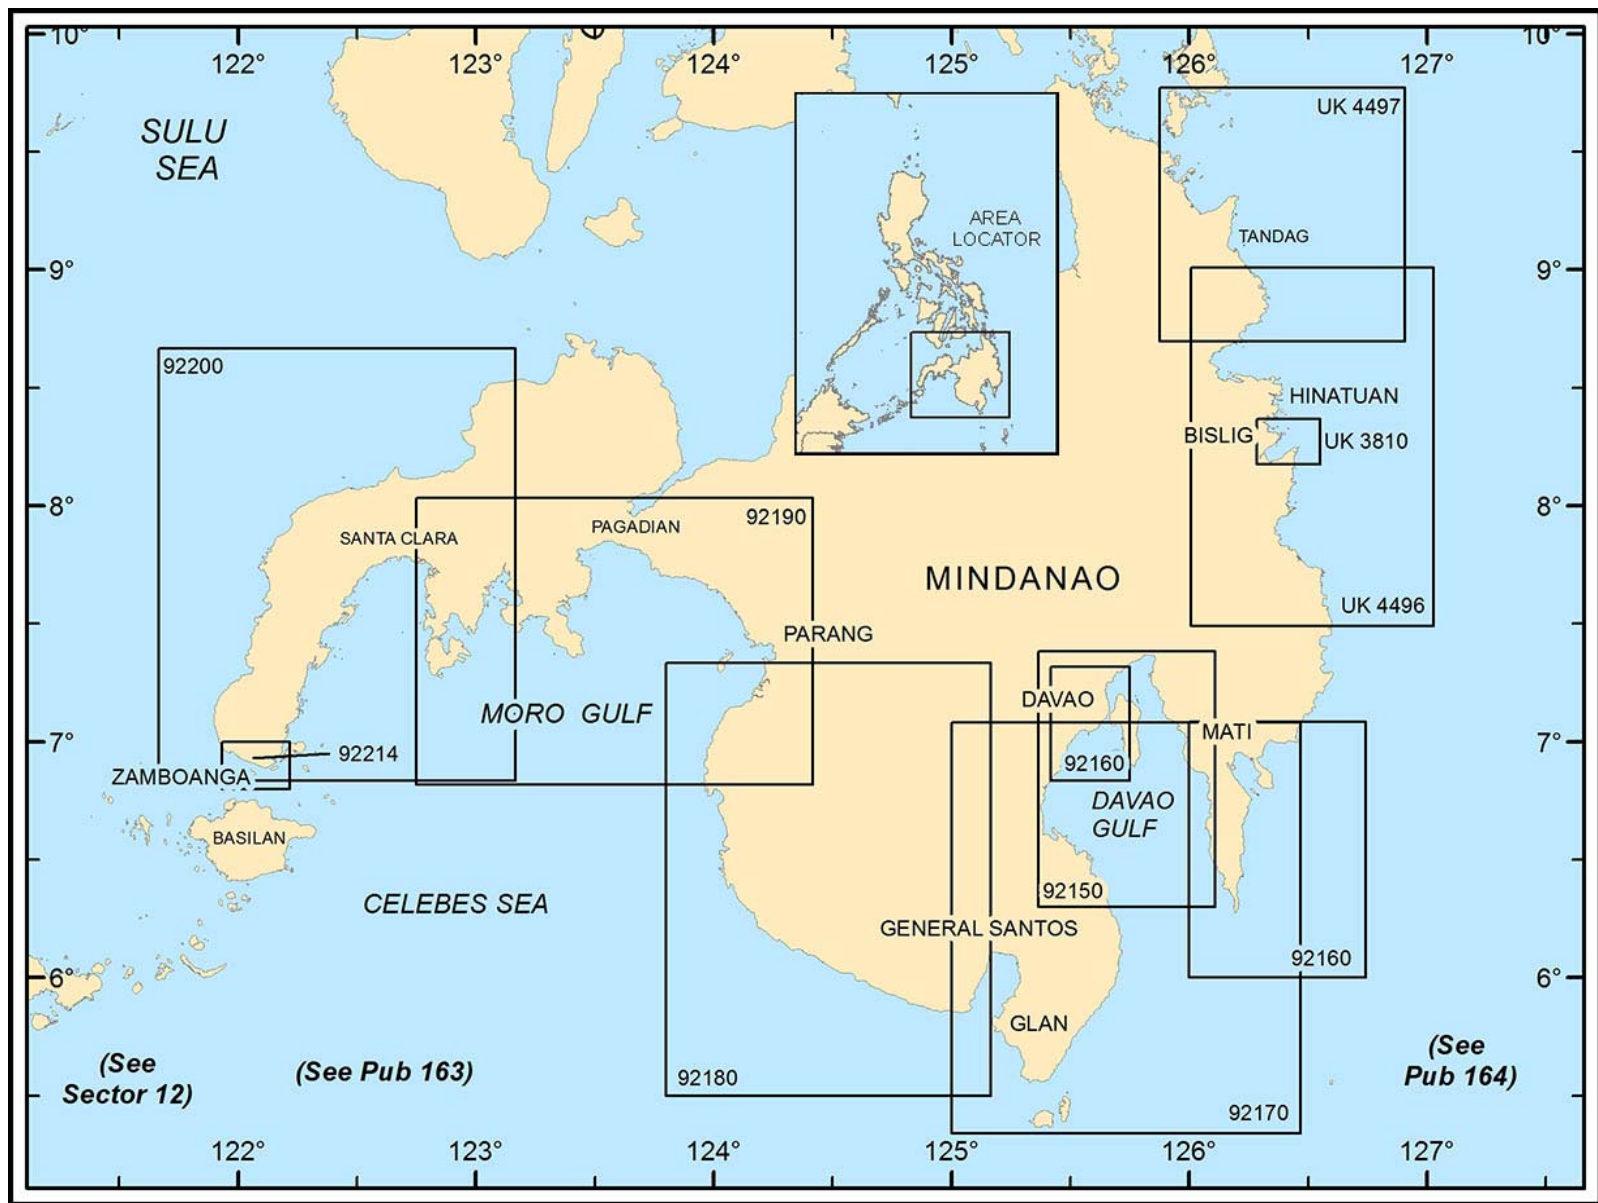 10°
122°
123°
124°
125°
126°
127°
10°
UK 4497
SULU
SEA
AREA
LOCATOR
TANDAG
9°
9°
92200
HINATUAN
BISLIG
UK 3810
8°
8°
92190
PAGADIAN
SANTA CLARA
MINDANAO
UK 4496
PARANG
DAVAO
MORO GULF
MATI
7°
7°
92214
92160
ZAMBOANGA
DAVAO
GULF
BASILAN
92150
CELEBES SEA
GENERAL SANTOS
92160
6°
6°
GLAN
(See
Sector 12)
(See Pub 163)
(See
Pub 164)
92180
92170
122°
123°
124°
125°
126°
127°